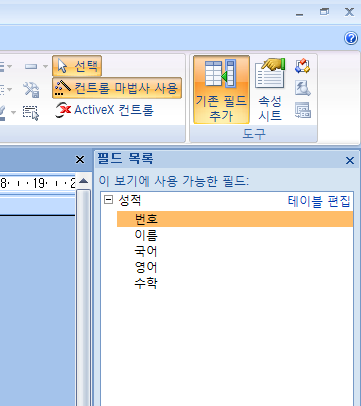 선택
컨트롤 마법사 사용
ActiveX 컨트롤
기존 필드
추가
속성
시트
도구
필드 목록
이 보기에 사용 가능한 필드:
8 · ı · 19 · ı · 2
성적 테이블 편집
번호
이름
국어
영어
수학